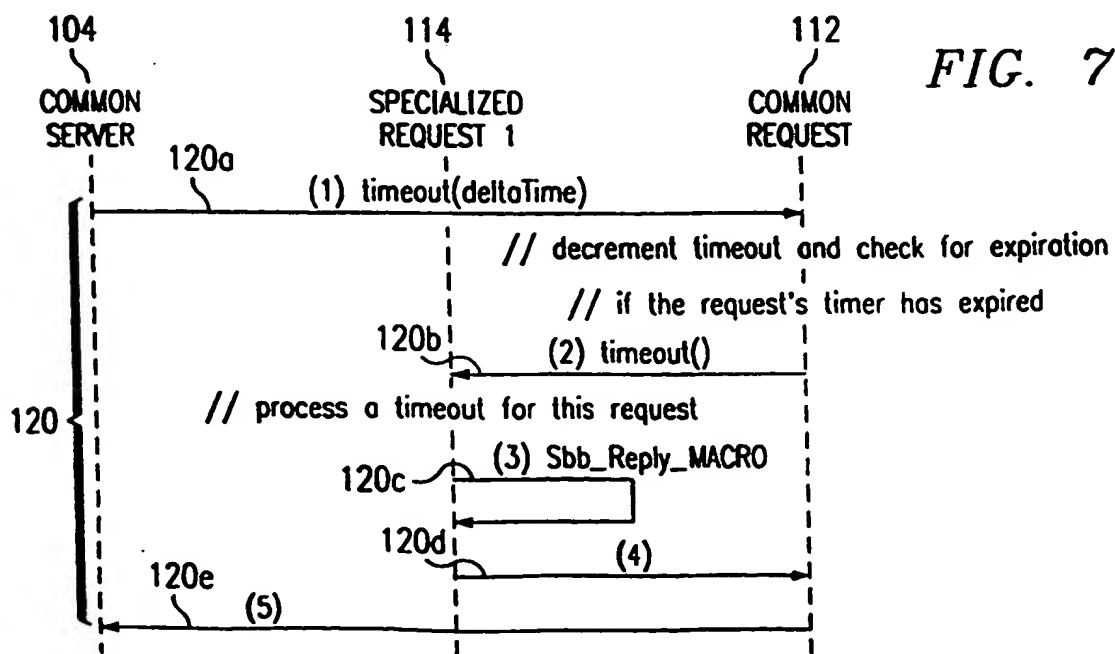 104
114
112
FIG. 7
COMMON
SERVER
SPECIALIZED
REQUEST 1
COMMON
REQUEST
120a
(1) timeout(deltaTime)
// decrement timeout and check for expiration
// if the request's timer has expired
120b
(2) timeout()
120
// process a timeout for this request
(3) Sbb_Reply_MACRO
120c
120d
(4)
120e
(5)